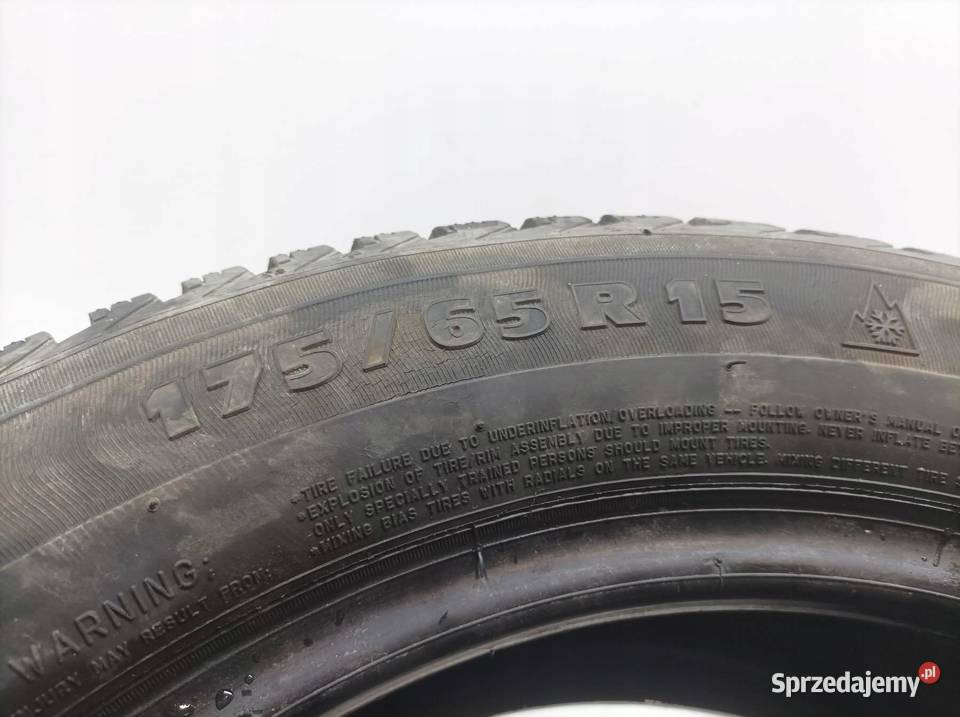 175/65 R 15
WARNING:
INJURY MAY RESULT FROM:
*TIRE FAILURE DUE TO UNDERINFLATION/OVERLOADING -- FOLLOW OWNER'S MANUAL
*EXPLOSION OF TIRE/RIM ASSEMBLY DUE TO IMPROPER MOUNTING. NEVER INFLATE
ONLY SPECIALLY TRAINED PERSONS SHOULD MOUNT TIRES.
*MIXING BIAS TIRES WITH RADIALS ON THE SAME VEHICLE. MIXING DIFFERENT TIRE
Sprzedajemy.pl